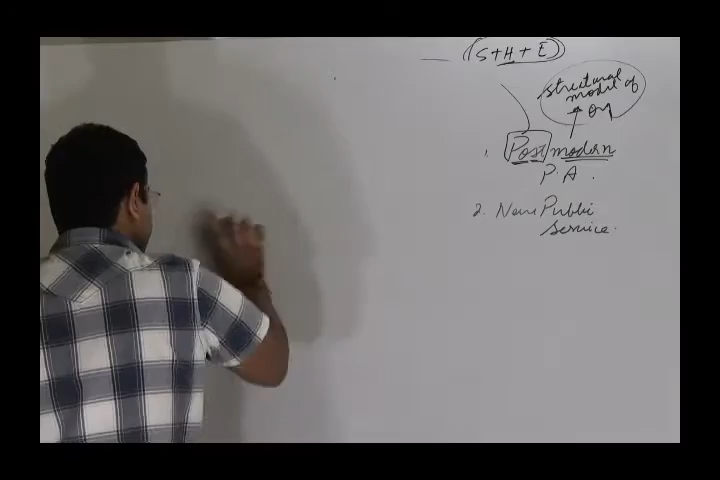 (S+H+E)
structural
model of
1. Post modern
P.A.
2. New Public
Service.